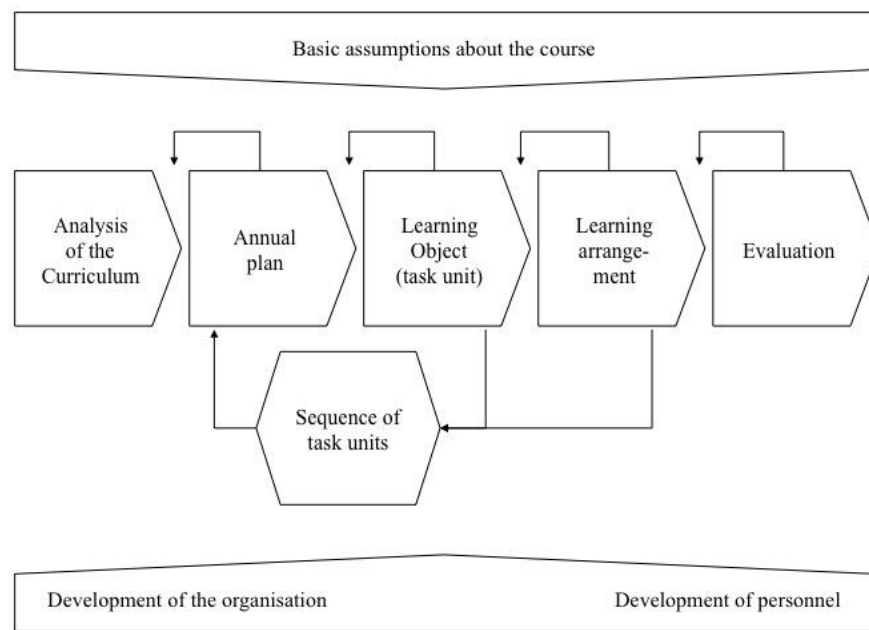 Basic assumptions about the course
Analysis
of the
Curriculum
Annual
plan
Learning
Object
(task unit)
Learning
arrange-
ment
Evaluation
Sequence of
task units
Development of the organisation
Development of personnel